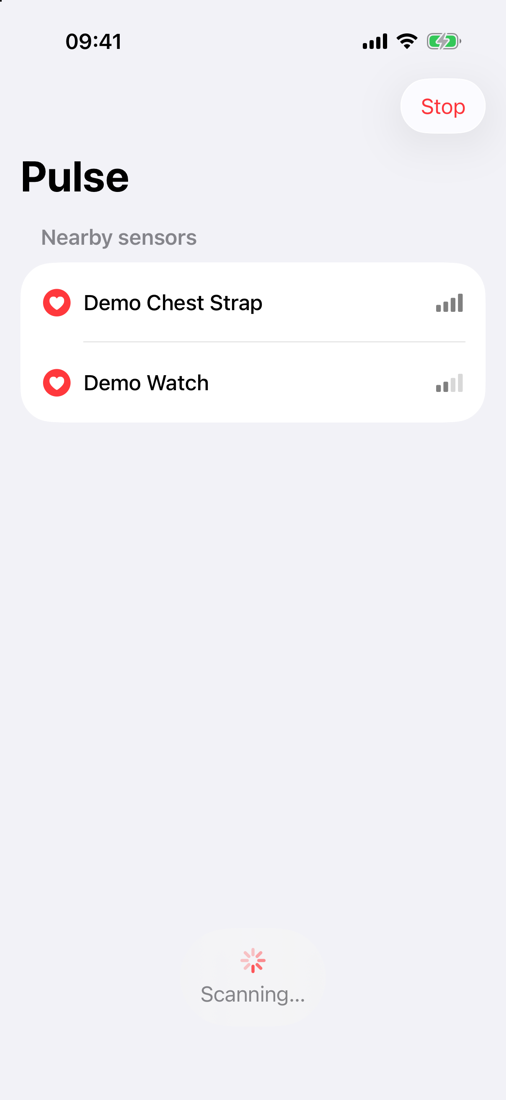 09:41
Stop
Pulse
Nearby sensors
Demo Chest Strap
Demo Watch
Scanning...